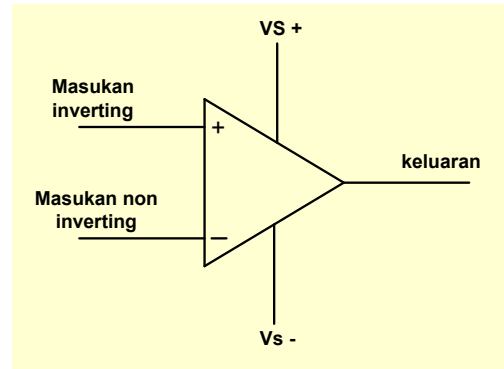 VS +
Masukan
inverting
+
keluaran
Masukan non
inverting
−
Vs -